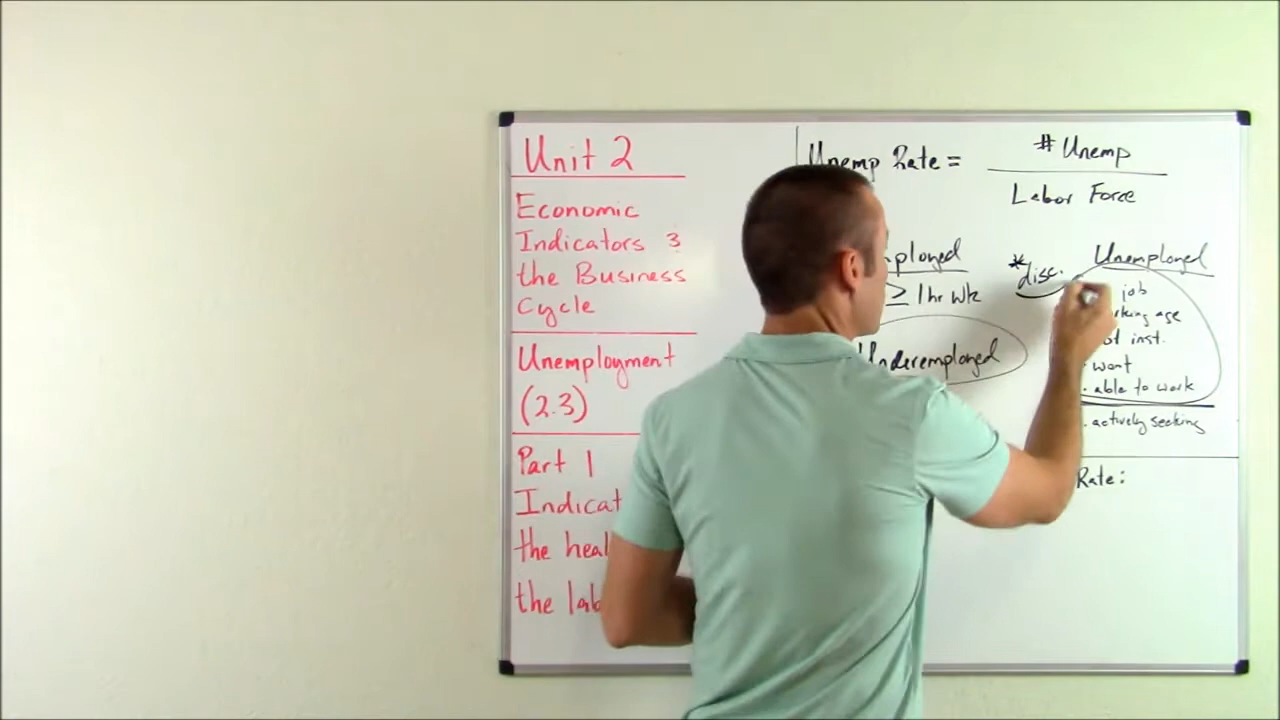 Unit 2
Economic
Indicators &
the Business
Cycle
Unemployment
(2.3)
Part 1
Indicat
the heal
the lab
Unemp Rate = # Unemp
Labor Force
ployed
≥ 1hr wk
Underemployed
*disc.
Unemployed
job
rking age
ot inst.
· want
· able to work
· actively seeking
Rate: